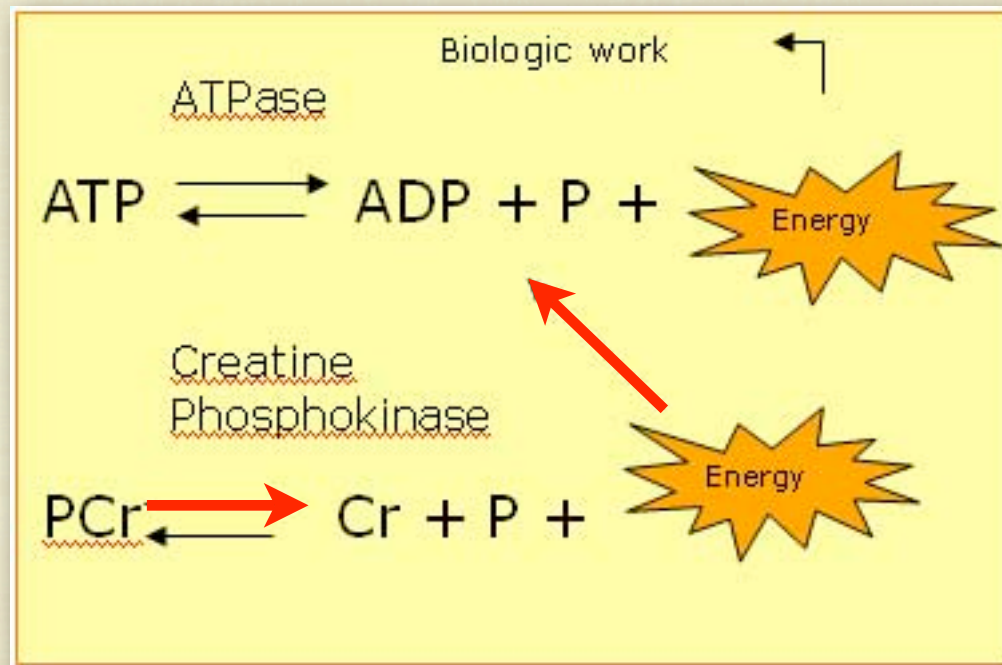 Biologic work
ATPase
ATP ADP + P + Energy
Creatine
Phosphokinase
PCr Cr + P + Energy